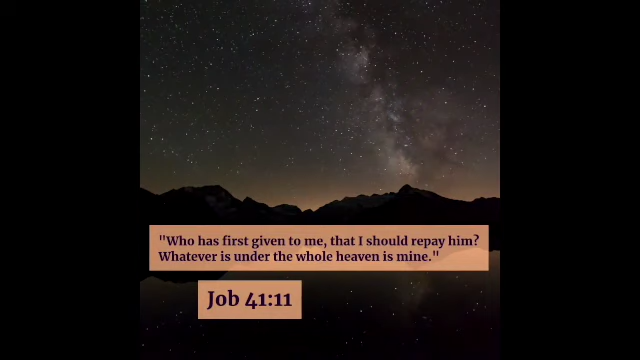 "Who has first given to me, that I should repay him?
Whatever is under the whole heaven is mine."
Job 41:11